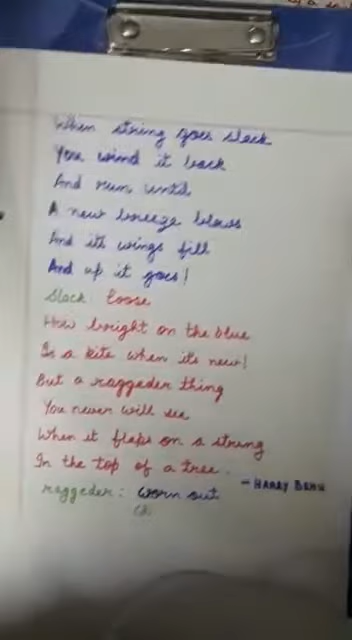 When string goes slack
You wind it back
And run until
A new breeze blows
And its wings fill
And up it goes!
Slack: loose
How bright on the blue
Is a kite when its new!
But a raggeder thing
You never will see
When it flaps on a string
In the top of a tree.
- HARRY BEHN
raggeder: worn out